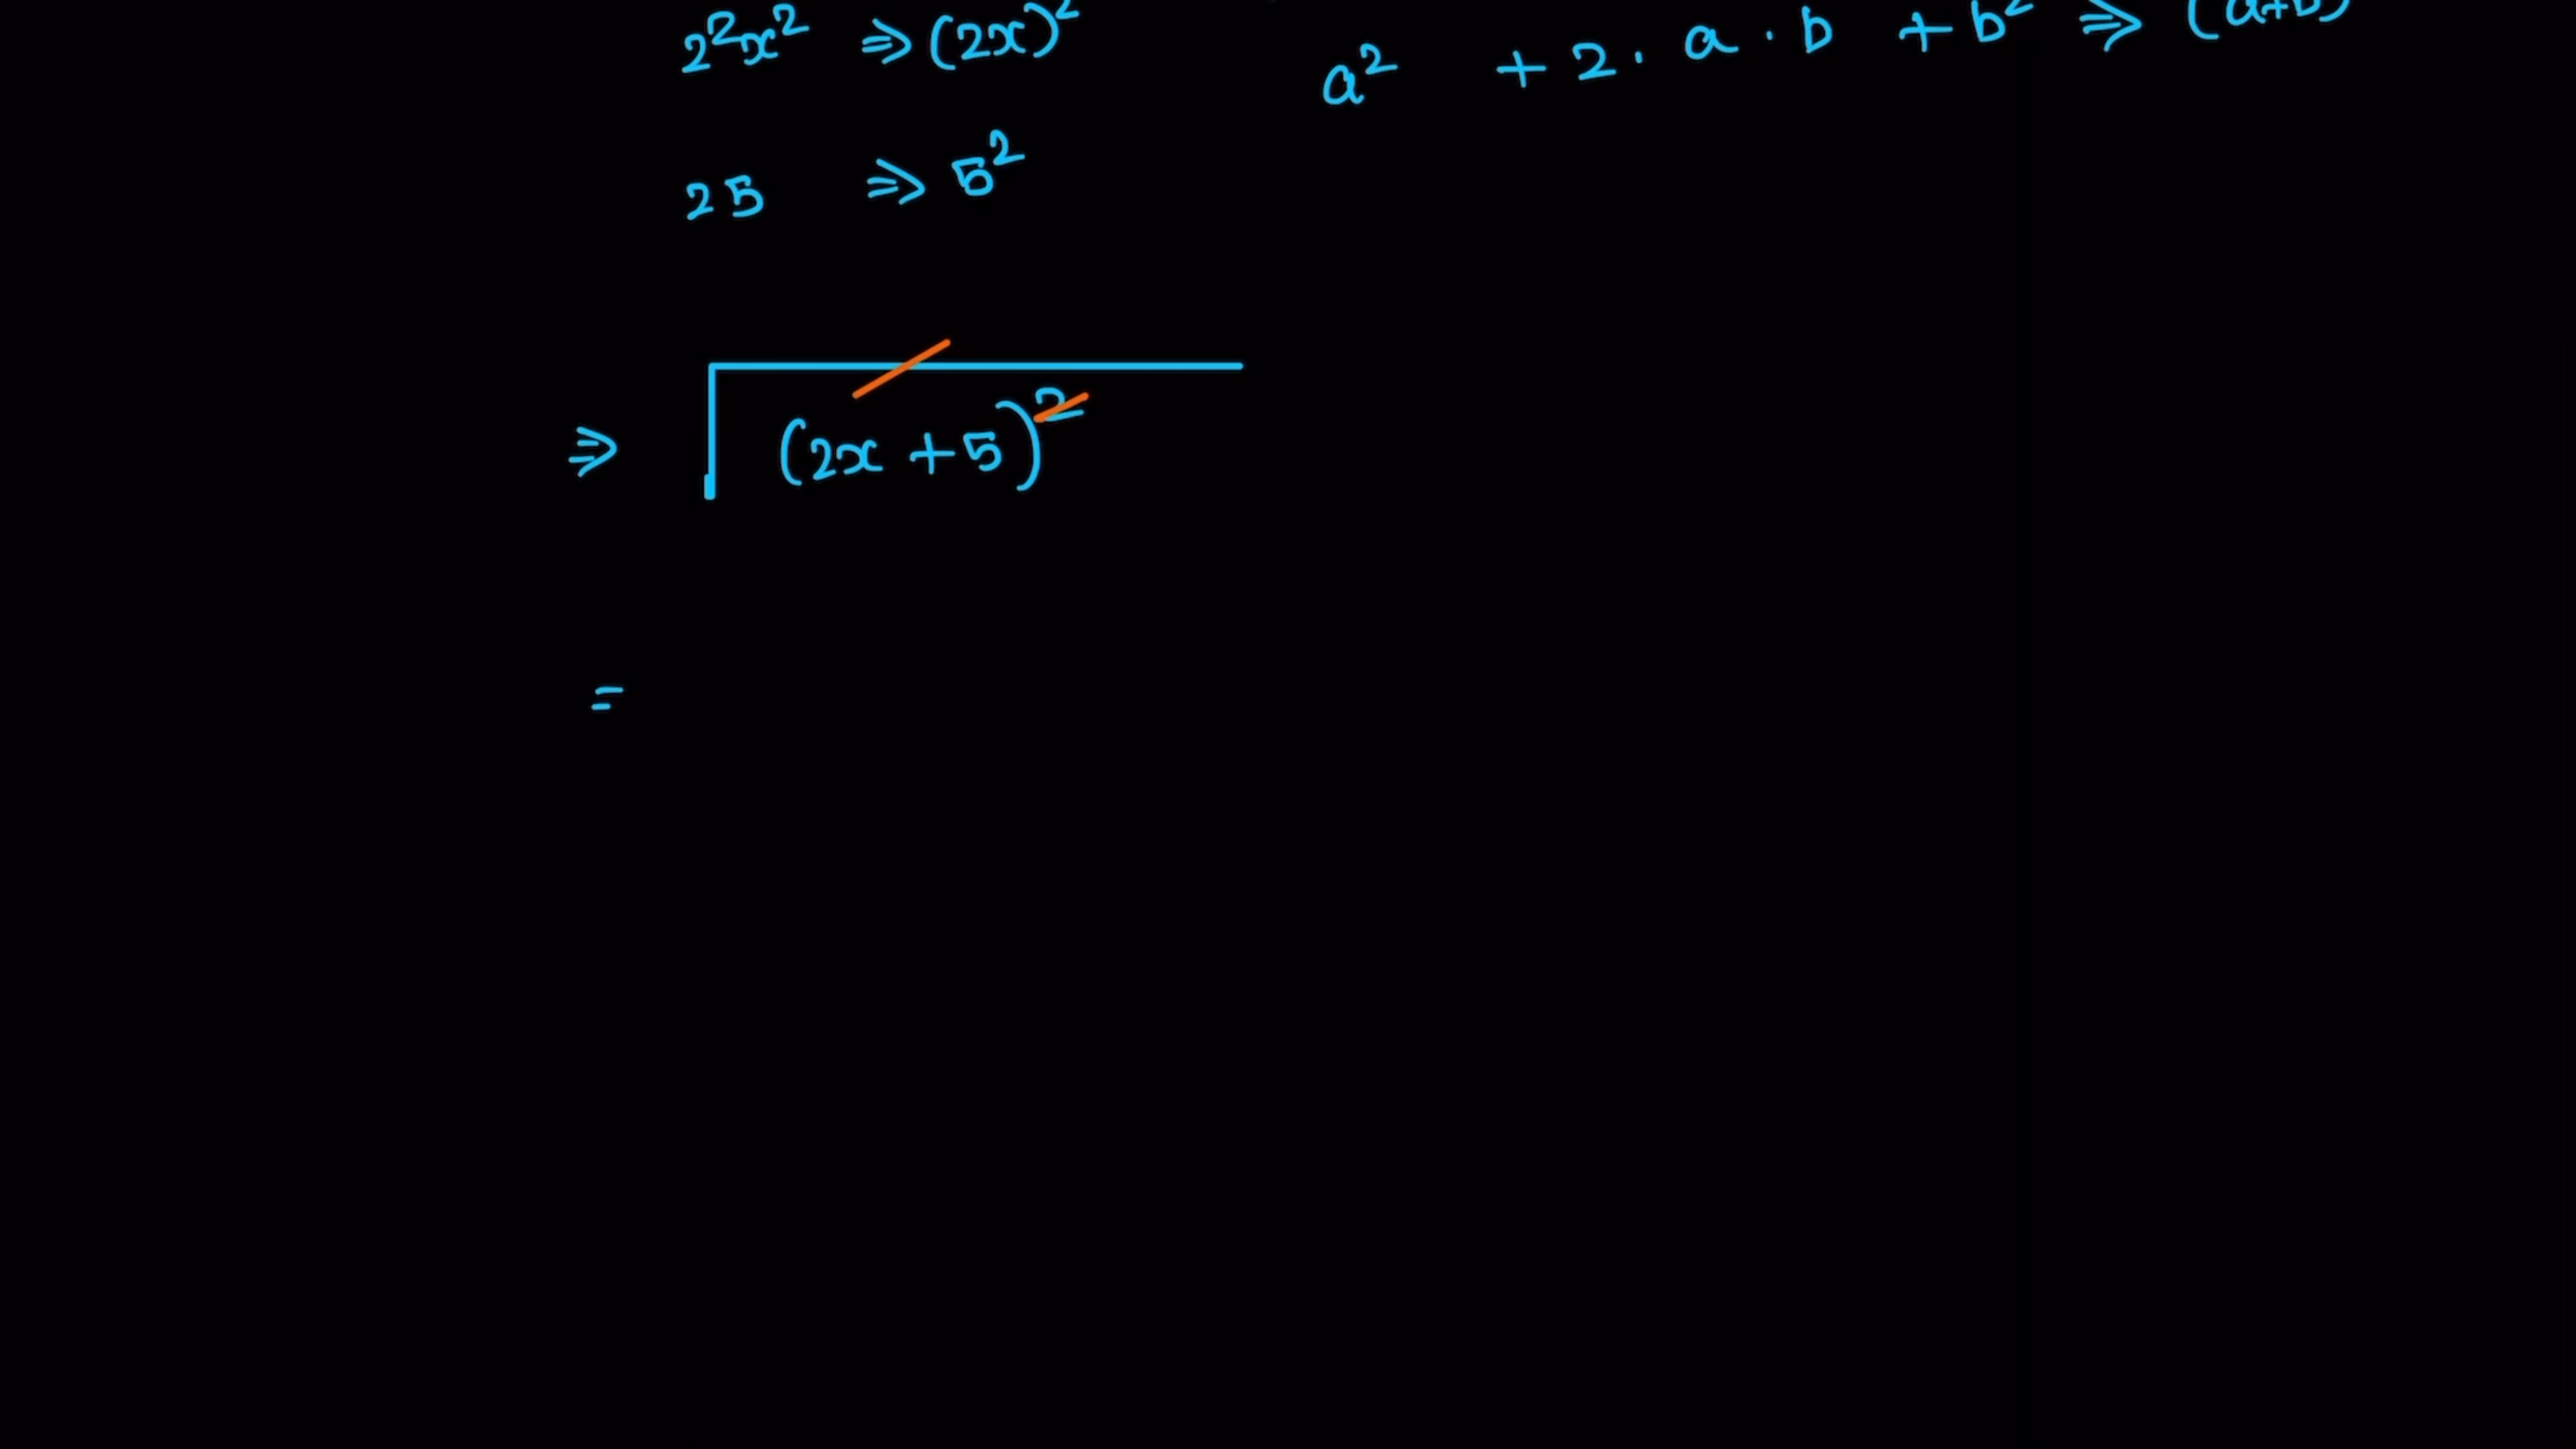 2²x² ⇒ (2x)²
a² + 2 · a · b + b² ⇒ (a+b)
25 ⇒ 5²
⇒ √(2x + 5)²
=